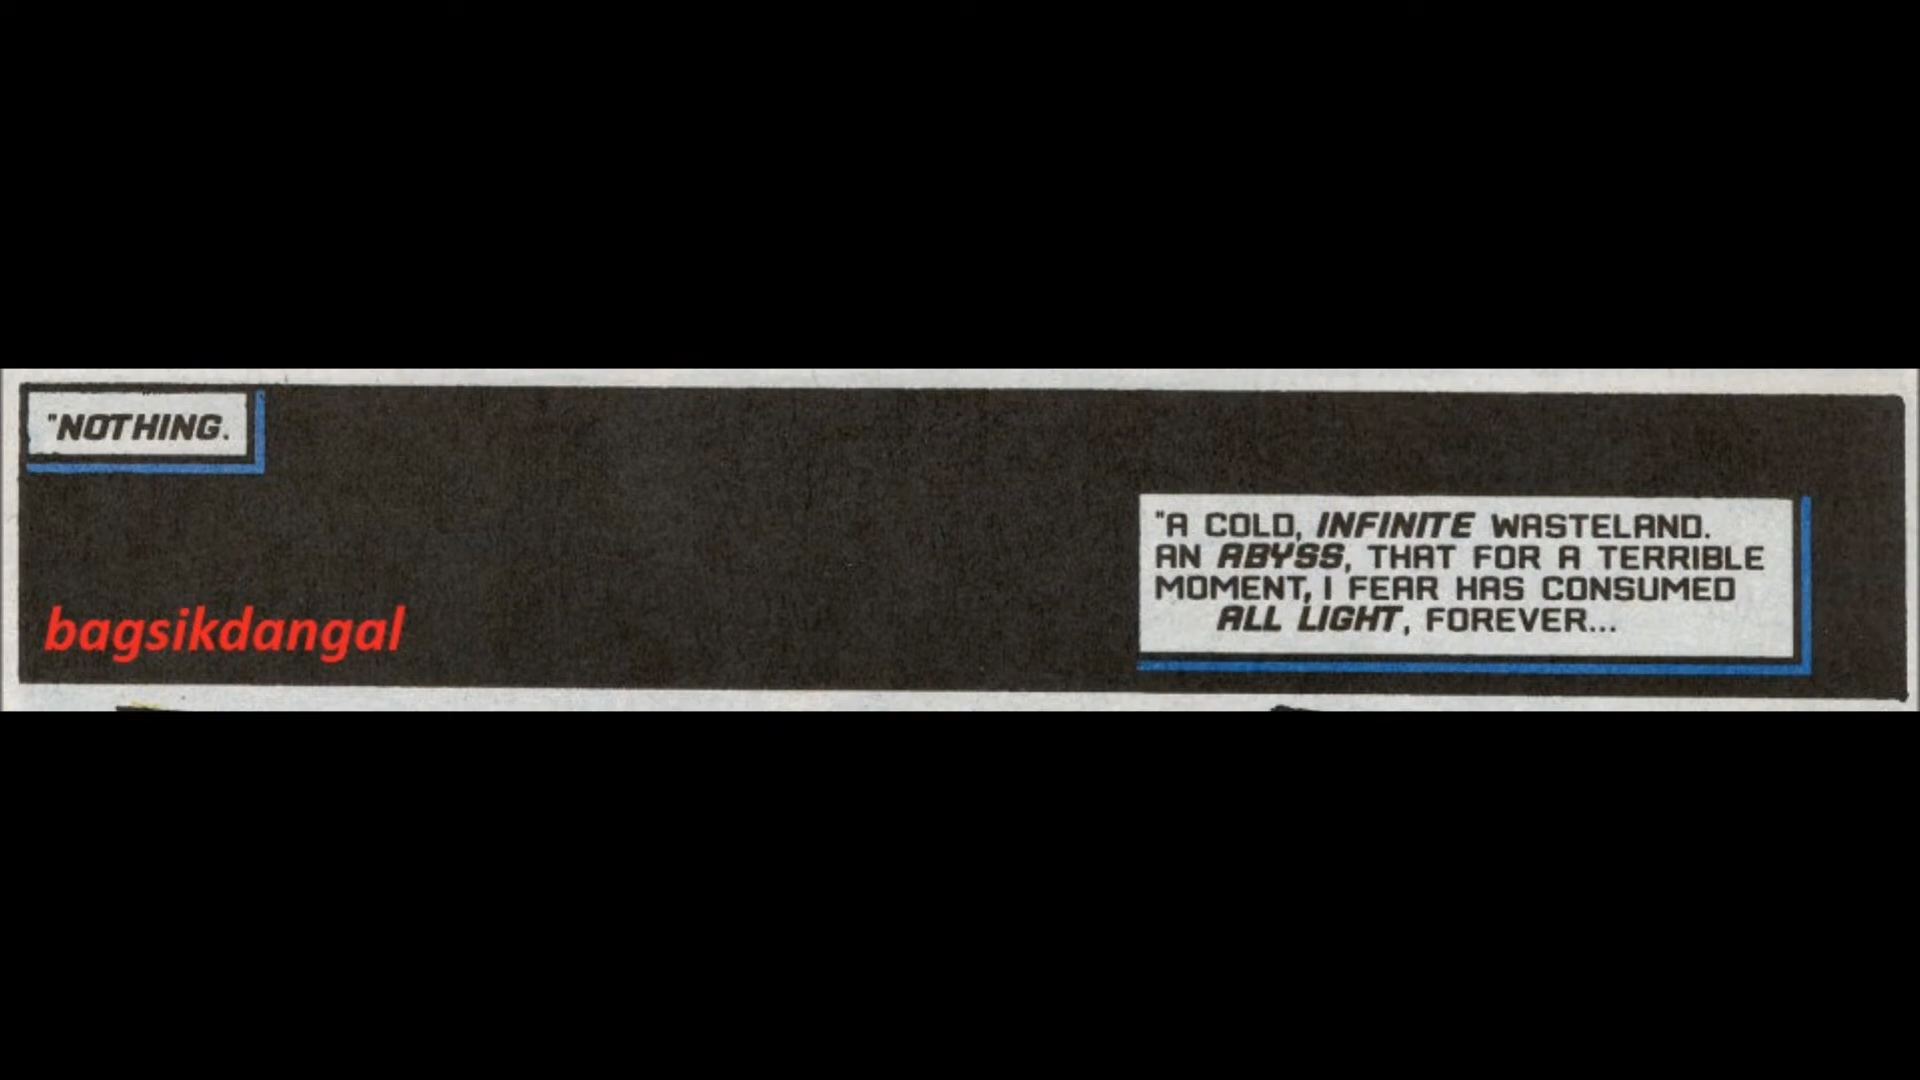 "NOTHING.
"A COLD, INFINITE WASTELAND.
AN ABYSS, THAT FOR A TERRIBLE
MOMENT, I FEAR HAS CONSUMED
ALL LIGHT, FOREVER...
bagsikdangal